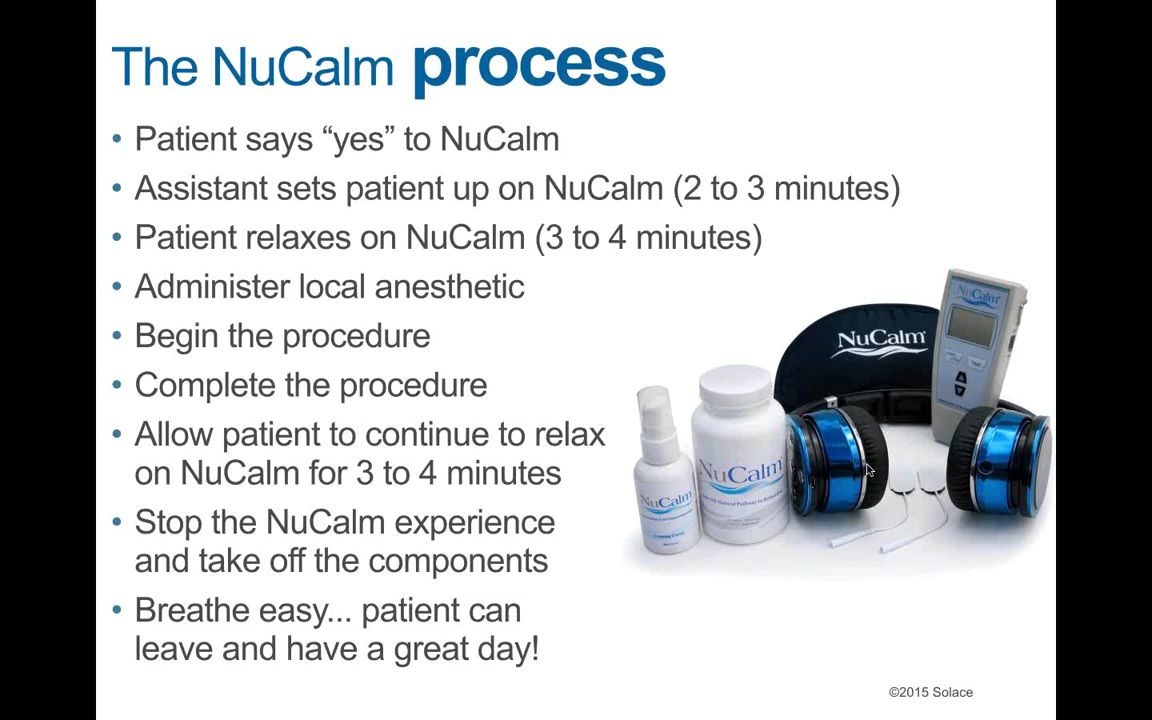 The NuCalm process
• Patient says “yes” to NuCalm
• Assistant sets patient up on NuCalm (2 to 3 minutes)
• Patient relaxes on NuCalm (3 to 4 minutes)
• Administer local anesthetic
• Begin the procedure
• Complete the procedure
• Allow patient to continue to relax
on NuCalm for 3 to 4 minutes
• Stop the NuCalm experience
and take off the components
• Breathe easy... patient can
leave and have a great day!
NuCalm
NuCalm
NuCalm
NuCalm
©2015 Solace